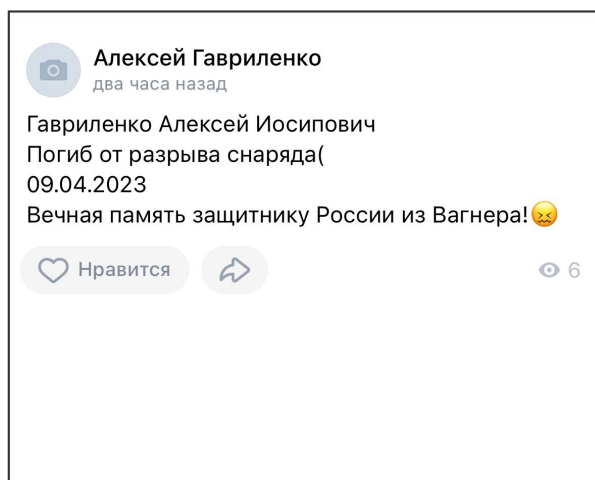 Алексей Гавриленко
два часа назад
Гавриленко Алексей Иосипович
Погиб от разрыва снаряда(
09.04.2023
Вечная память защитнику России из Вагнера!😖
Нравится
6